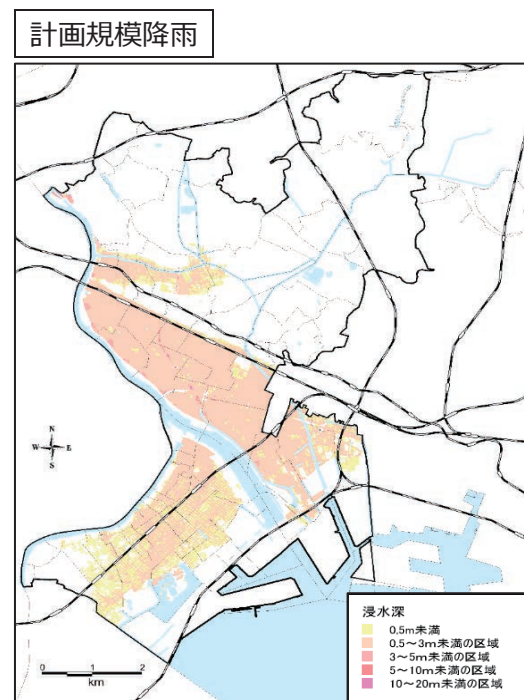 計画規模降雨
N
W E
S
浸水深
0.5m未満
0.5～3m未満の区域
3～5m未満の区域
5～10m未満の区域
10～20m未満の区域
0 1 2
km